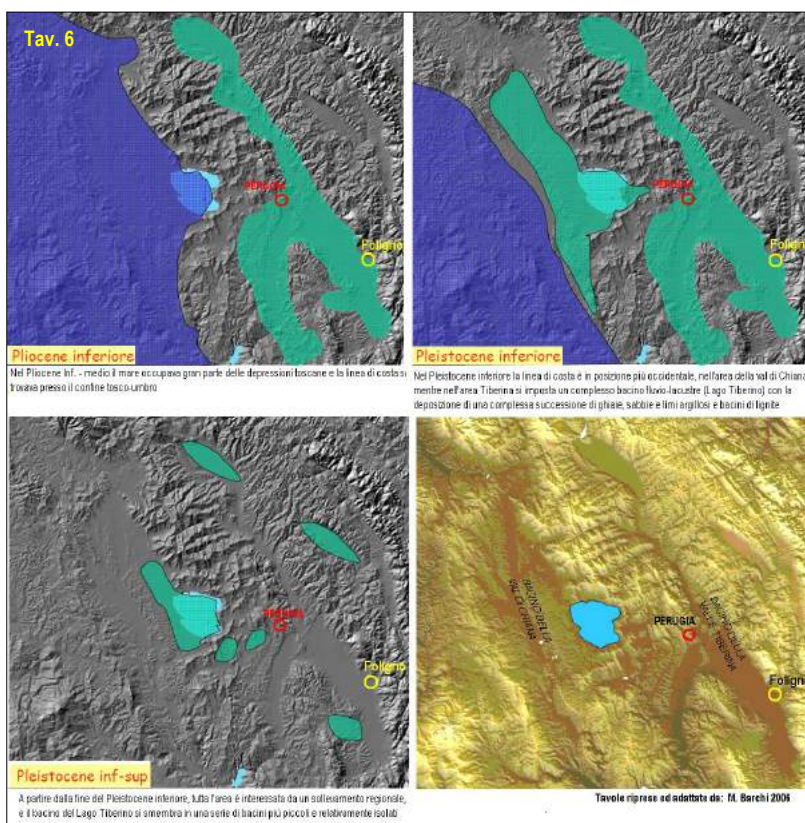 Tav. 6
PERUGIA
Foligno
Pliocene inferiore
Nel Pliocene Inf. - medio il mare occupava gran parte delle depressioni toscane e la linea di costa si
trovava presso il confine tosco-umbro
PERUGIA
Foligno
Pleistocene inferiore
Nel Pleistocene inferiore la linea di costa è in posizione più occidentale, nell'area della val di Chiana,
mentre nell'area Tiberina si imposta un complesso bacino fluvio-lacustre (Lago Tiberino) con la
deposizione di una complessa successione di ghiaie, sabbie e limi argillosi e bacini di lignite
PERUGIA
Foligno
Pleistocene inf-sup
A partire dalla fine del Pleistocene inferiore, tutta l'area è interessata da un sollevamento regionale,
e il bacino del Lago Tiberino si smembra in una serie di bacini più piccoli e relativamente isolati
BACINO DELLA
VAL DI CHIANA
PERUGIA
BACINO DELLA
VALLE TIBERINA
Foligno
Tavole riprese ed adattate da: M. Barchi 2006